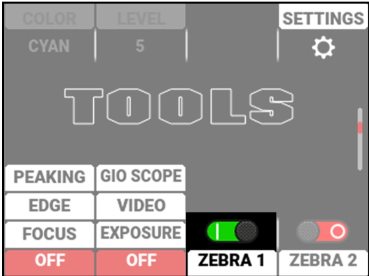 COLOR LEVEL SETTINGS
CYAN 5
TOOLS
PEAKING GIO SCOPE
EDGE VIDEO
FOCUS EXPOSURE
OFF OFF ZEBRA 1 ZEBRA 2